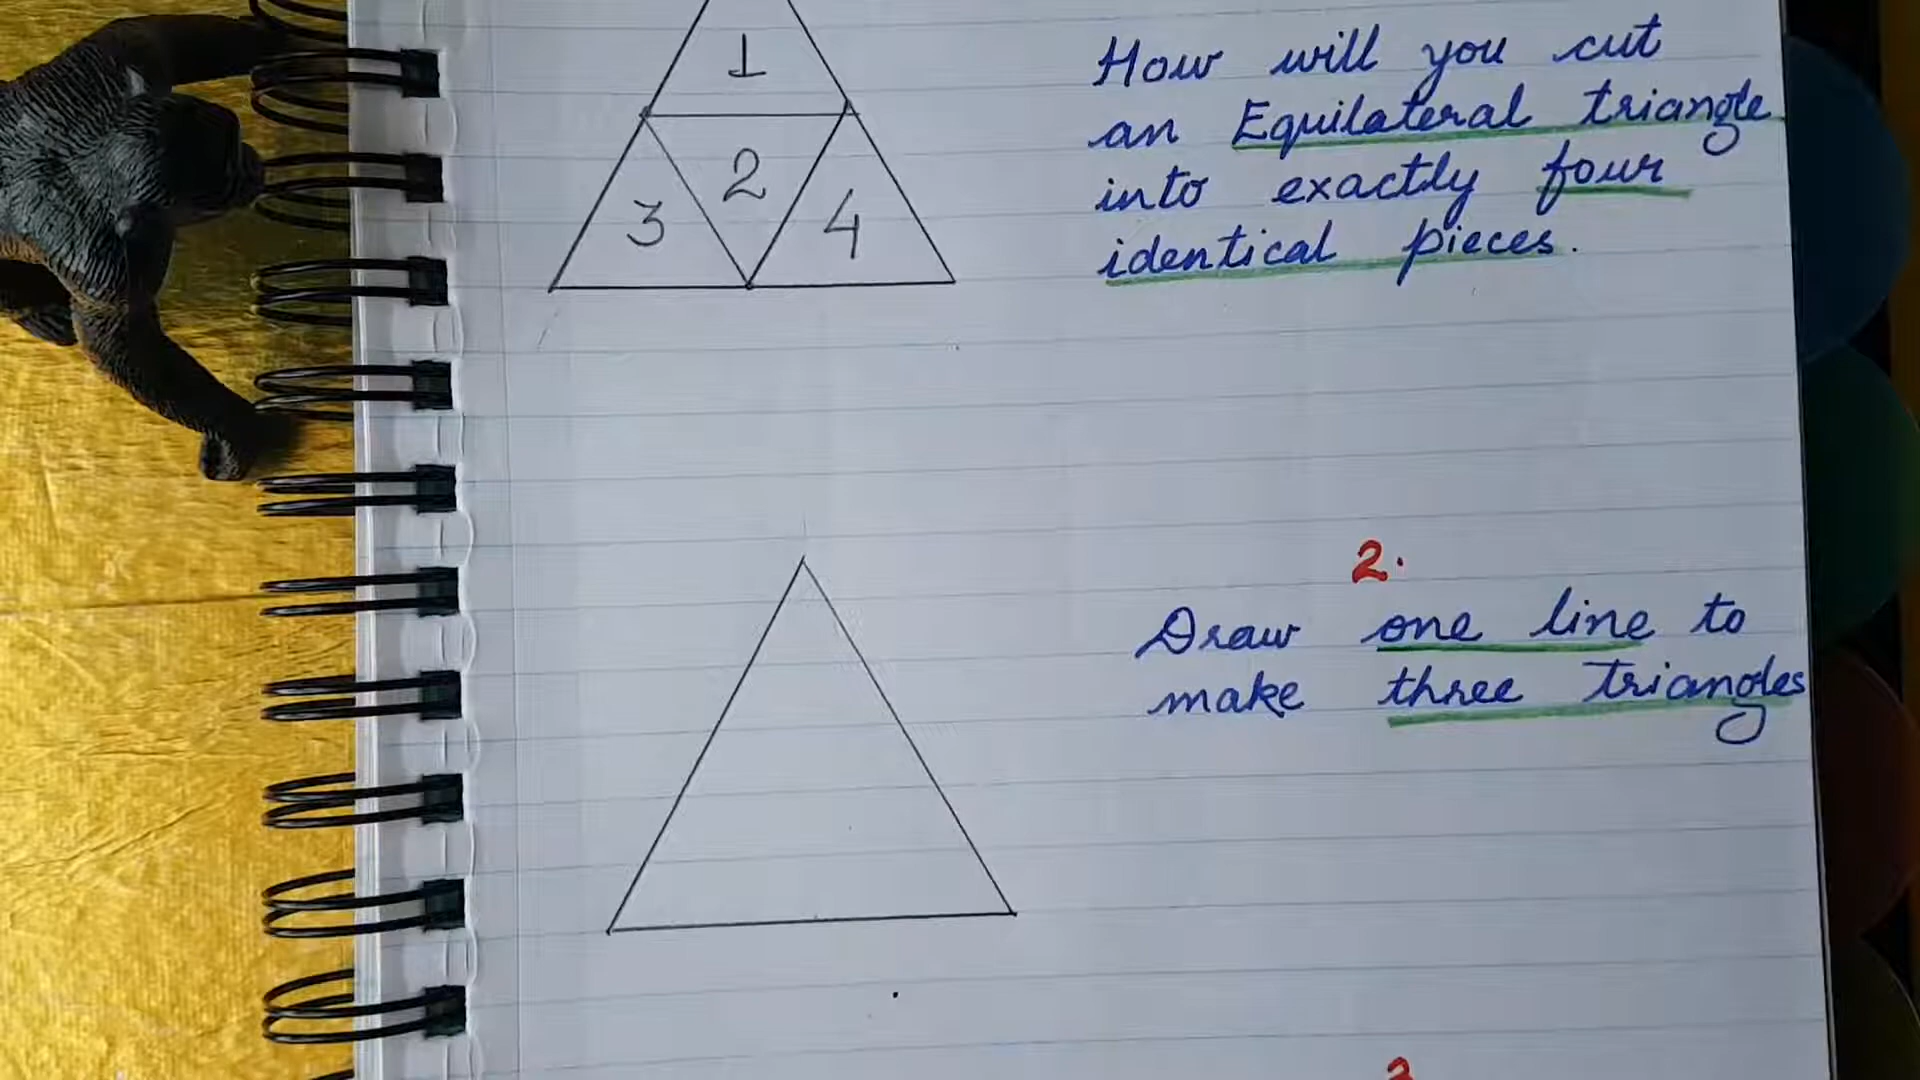 1
2
3
4
How will you cut
an Equilateral triangle
into exactly four
identical pieces.
2.
Draw one line to
make three triangles
3